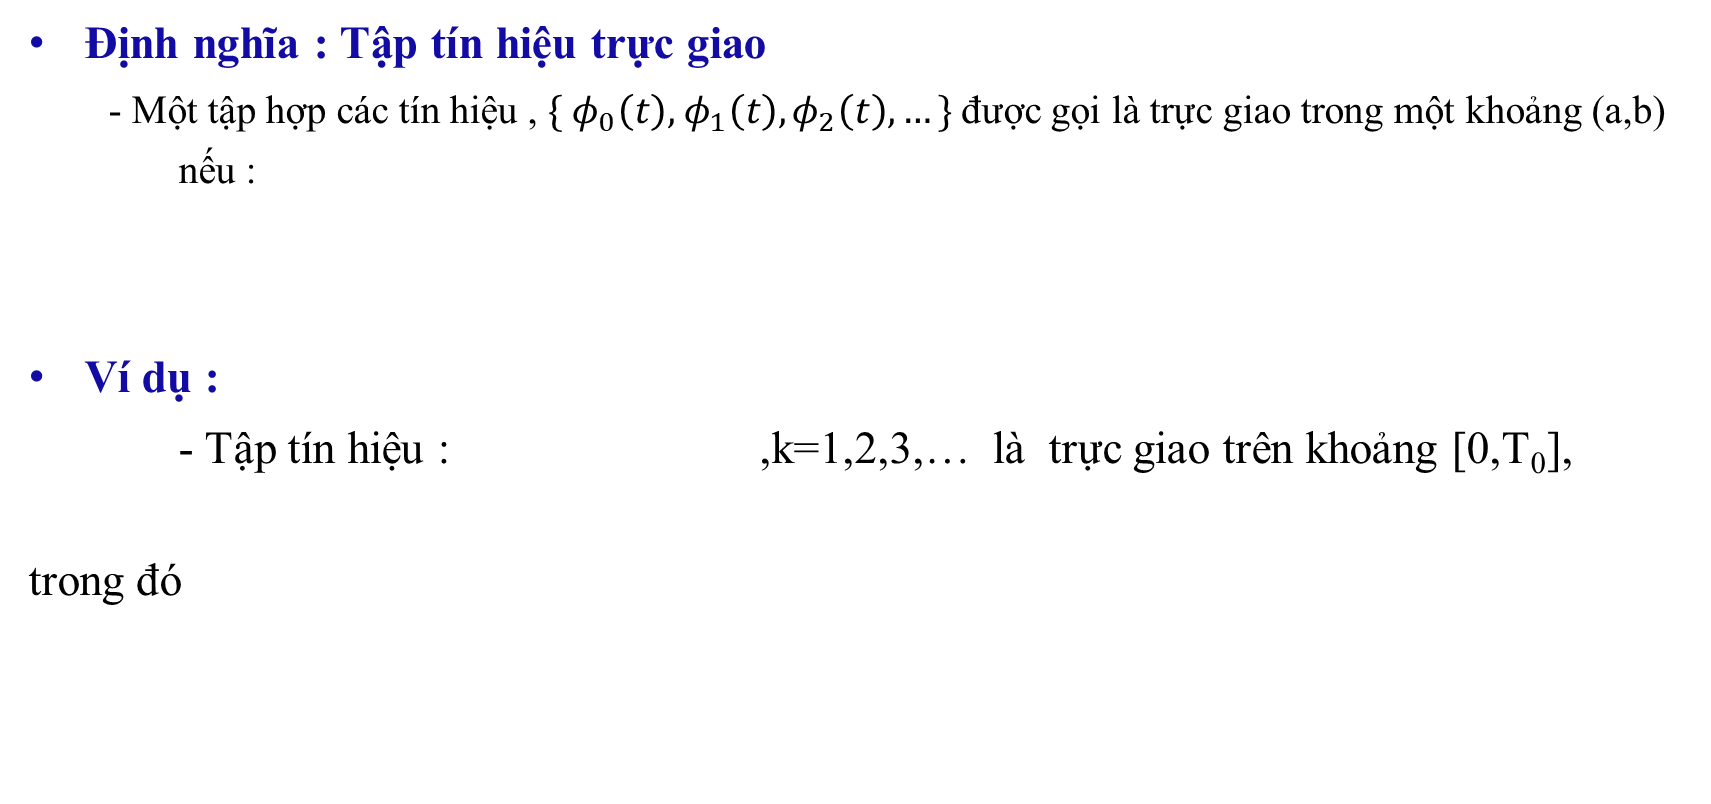 • Định nghĩa : Tập tín hiệu trực giao
- Một tập hợp các tín hiệu , { 𝜙₀(𝑡), 𝜙₁(𝑡), 𝜙₂(𝑡), … } được gọi là trực giao trong một khoảng (a,b)
nếu :
• Ví dụ :
- Tập tín hiệu : ,k=1,2,3,… là trực giao trên khoảng [0,T₀],
trong đó